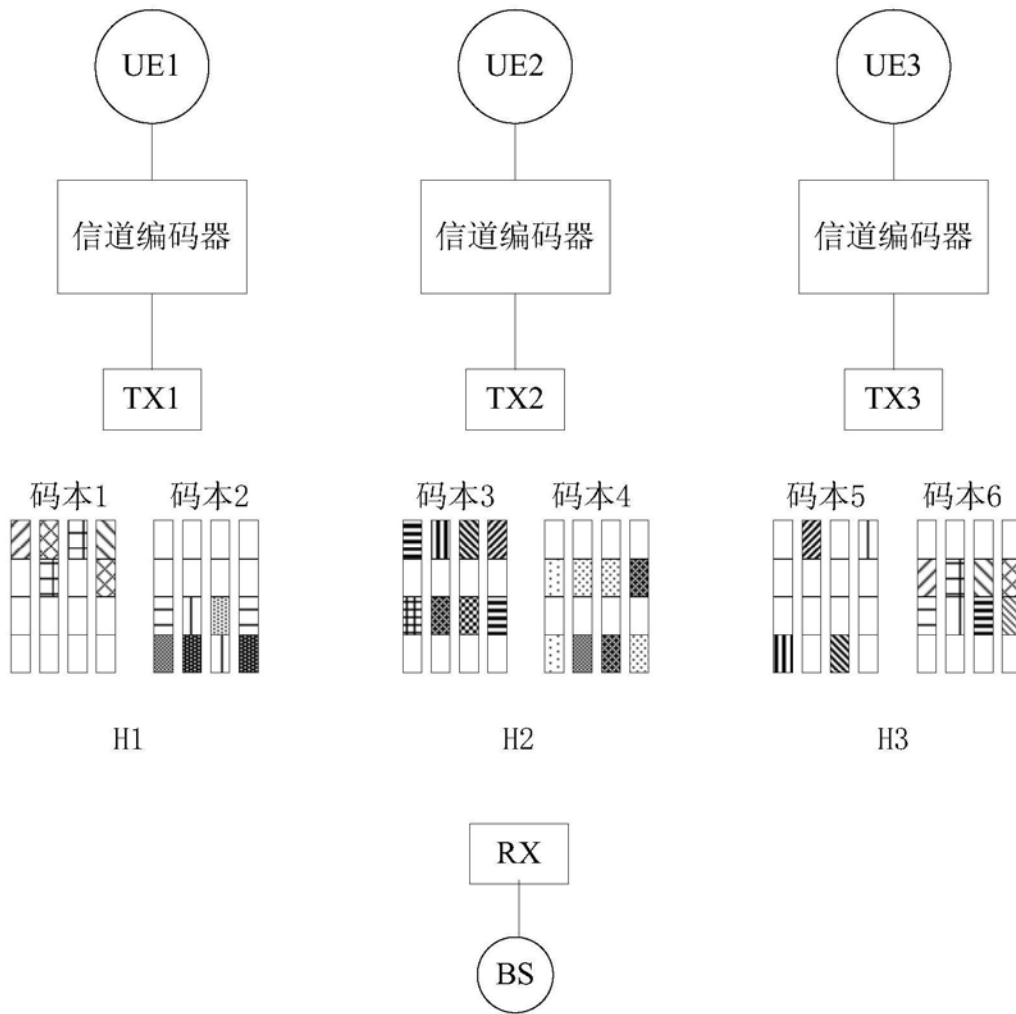 UE1 UE2 UE3
信道编码器 信道编码器 信道编码器
TX1 TX2 TX3
码本1 码本2 码本3 码本4 码本5 码本6
H1 H2 H3
RX
BS